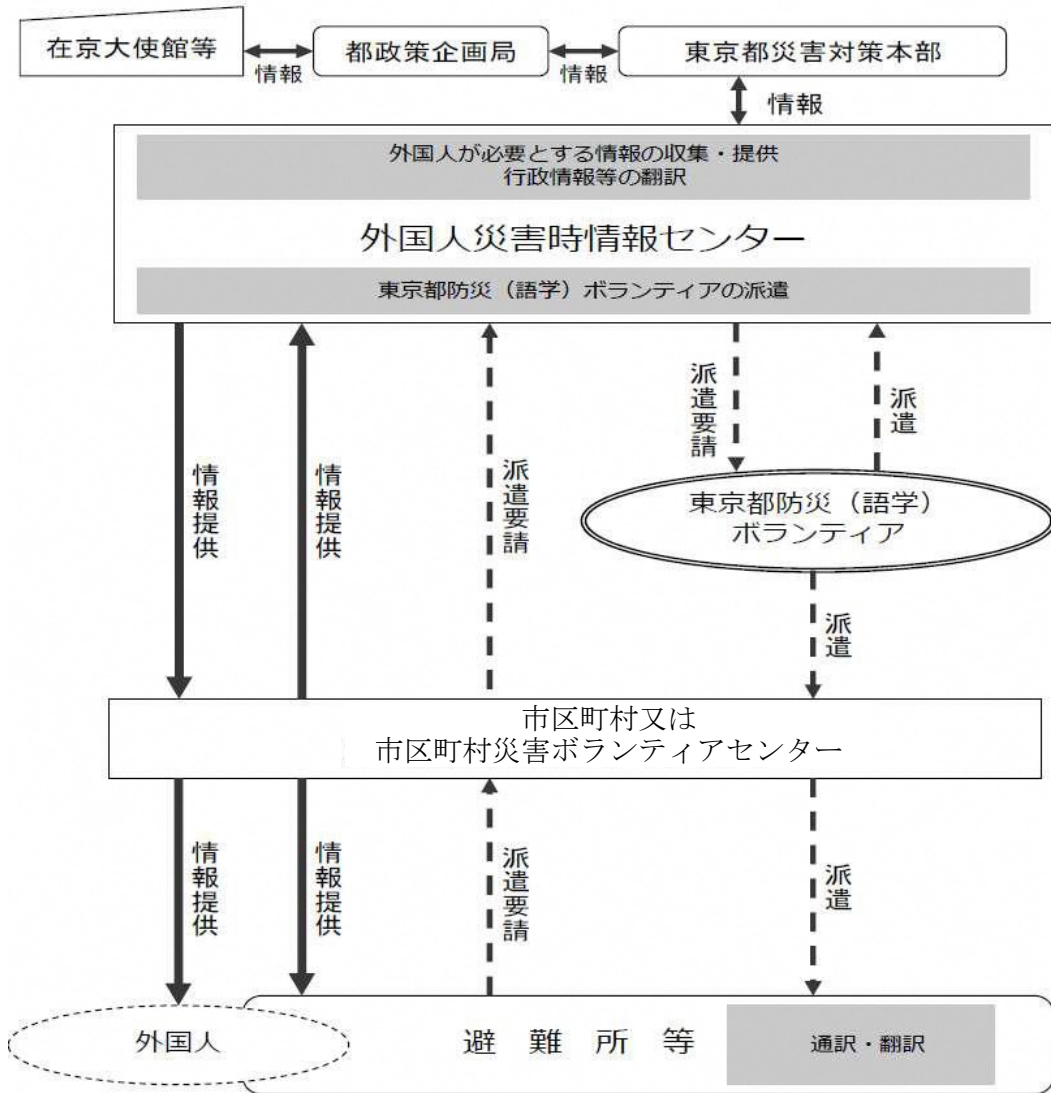 在京大使館等
情報
都政策企画局
情報
東京都災害対策本部
情報
外国人が必要とする情報の収集・提供
行政情報等の翻訳
外国人災害時情報センター
東京都防災（語学）ボランティアの派遣
情報提供
情報提供
派遣要請
派遣要請
派遣
東京都防災（語学）
ボランティア
派遣
市区町村又は
市区町村災害ボランティアセンター
情報提供
情報提供
派遣要請
派遣
外国人
避難所等
通訳・翻訳